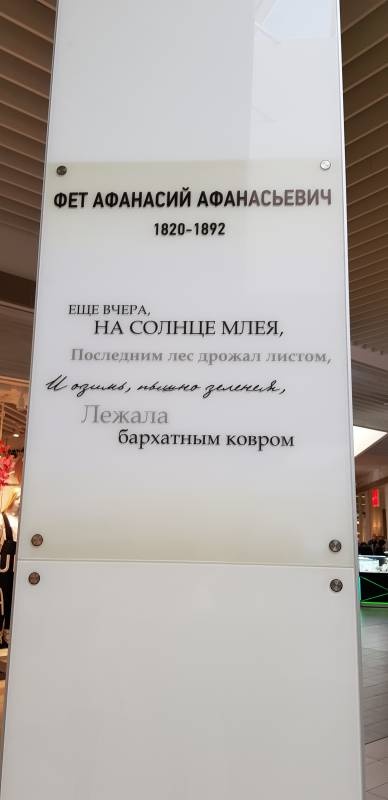 ФЕТ АФАНАСИЙ АФАНАСЬЕВИЧ
1820-1892
ЕЩЕ ВЧЕРА,
НА СОЛНЦЕ МЛЕЯ,
Последним лес дрожал листом,
И озимь, пышно зеленея,
Лежала
бархатным ковром